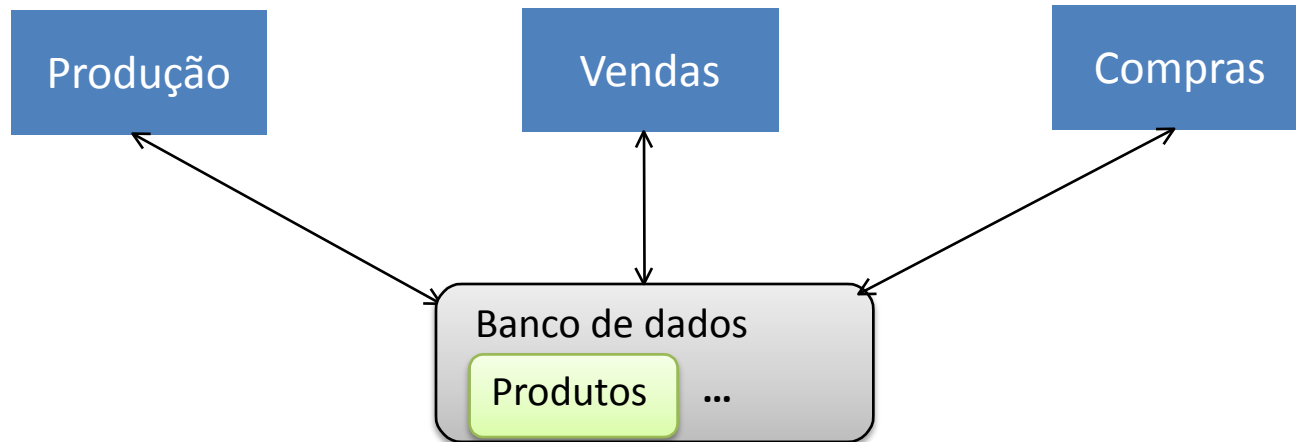 Produção
Vendas
Compras
Banco de dados
Produtos ...